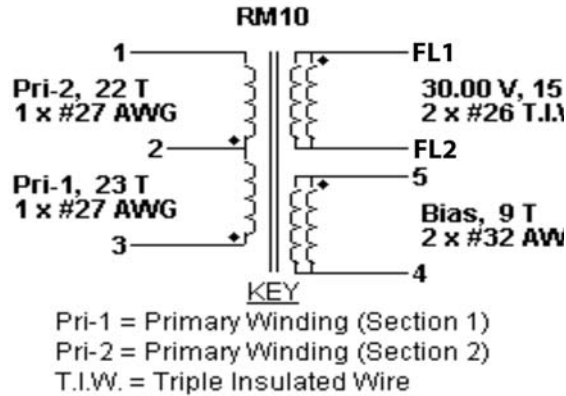 RM10
1
FL1
Pri-2, 22 T
1 x #27 AWG
30.00 V, 15
2 x #26 T.I.
2
FL2
5
Pri-1, 23 T
1 x #27 AWG
Bias, 9 T
2 x #32 AW
3
4
KEY
Pri-1 = Primary Winding (Section 1)
Pri-2 = Primary Winding (Section 2)
T.I.W. = Triple Insulated Wire